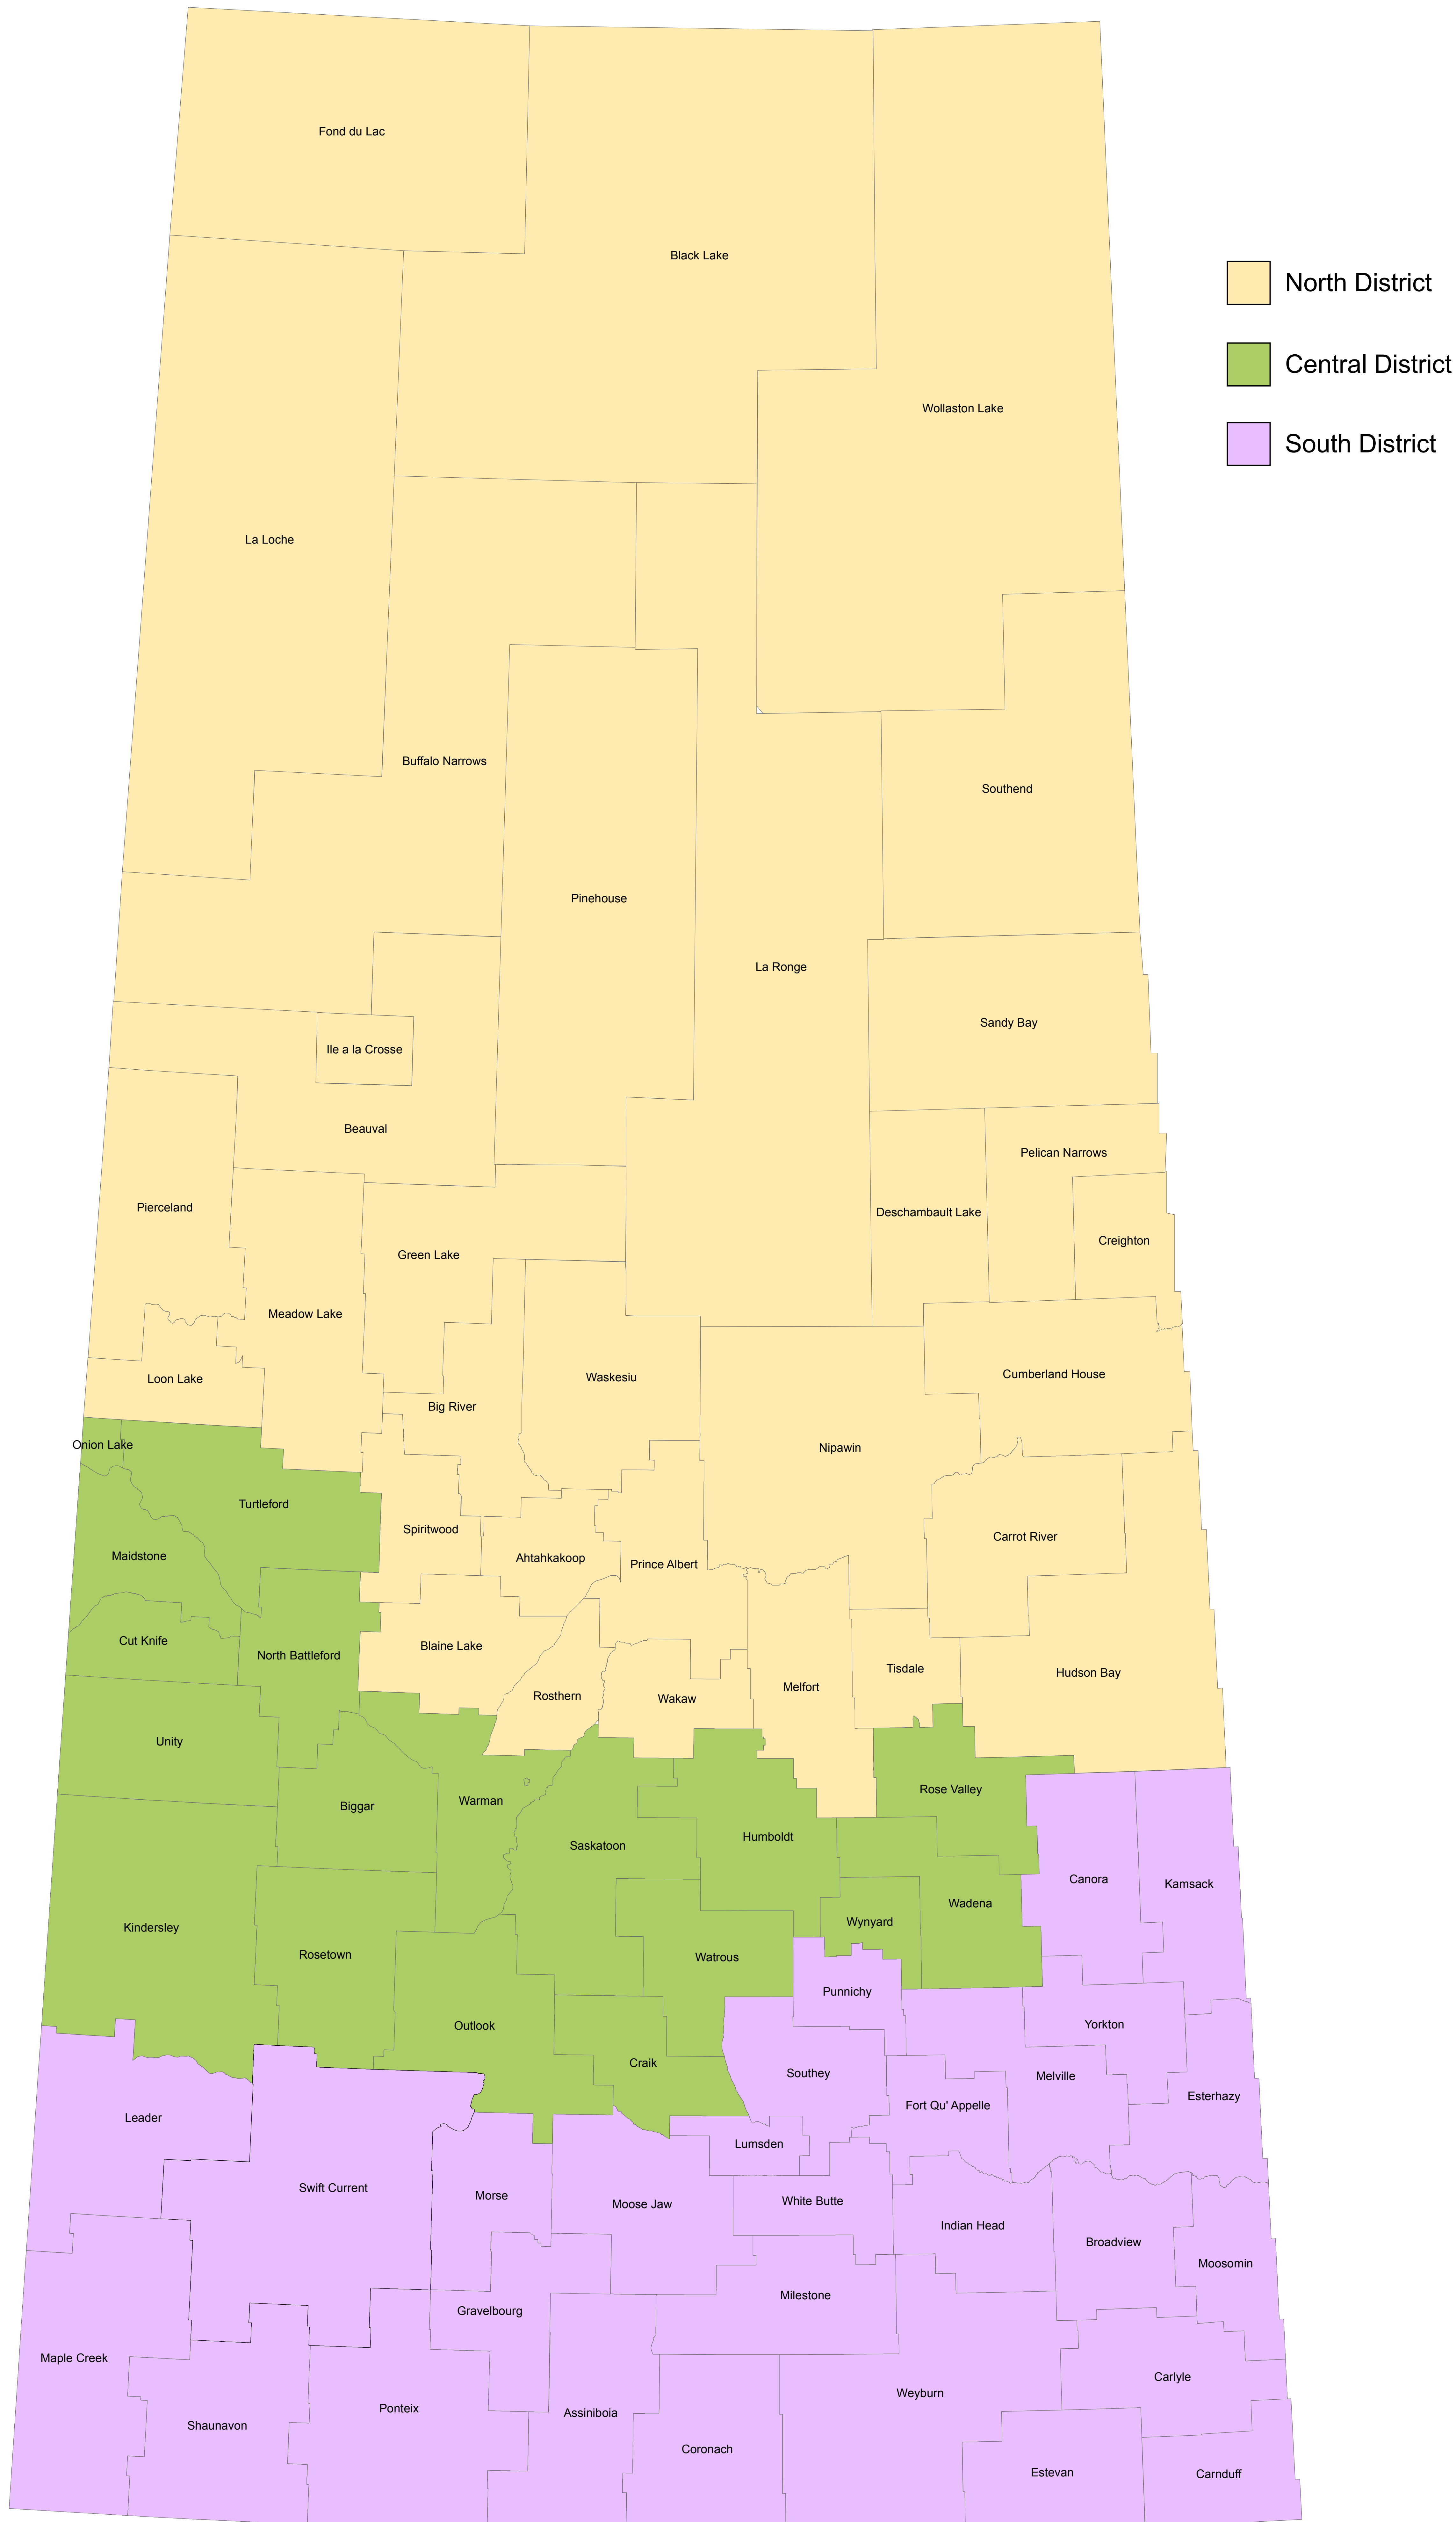 Fond du Lac
Black Lake
North District
Central District
Wollaston Lake
South District
La Loche
Buffalo Narrows
Southend
Pinehouse
La Ronge
Sandy Bay
Ile a la Crosse
Beauval
Pelican Narrows
Pierceland
Deschambault Lake
Creighton
Green Lake
Meadow Lake
Loon Lake
Waskesiu
Cumberland House
Big River
Onion Lake
Nipawin
Turtleford
Spiritwood
Carrot River
Maidstone
Ahtahkakoop
Prince Albert
Cut Knife
Blaine Lake
North Battleford
Tisdale
Hudson Bay
Melfort
Rosthern
Wakaw
Unity
Rose Valley
Warman
Biggar
Humboldt
Saskatoon
Canora
Kamsack
Wadena
Wynyard
Kindersley
Rosetown
Watrous
Punnichy
Outlook
Yorkton
Craik
Southey
Melville
Esterhazy
Fort Qu' Appelle
Leader
Lumsden
Swift Current
Morse
Moose Jaw
White Butte
Indian Head
Broadview
Moosomin
Milestone
Gravelbourg
Maple Creek
Carlyle
Weyburn
Ponteix
Assiniboia
Shaunavon
Coronach
Estevan
Carnduff